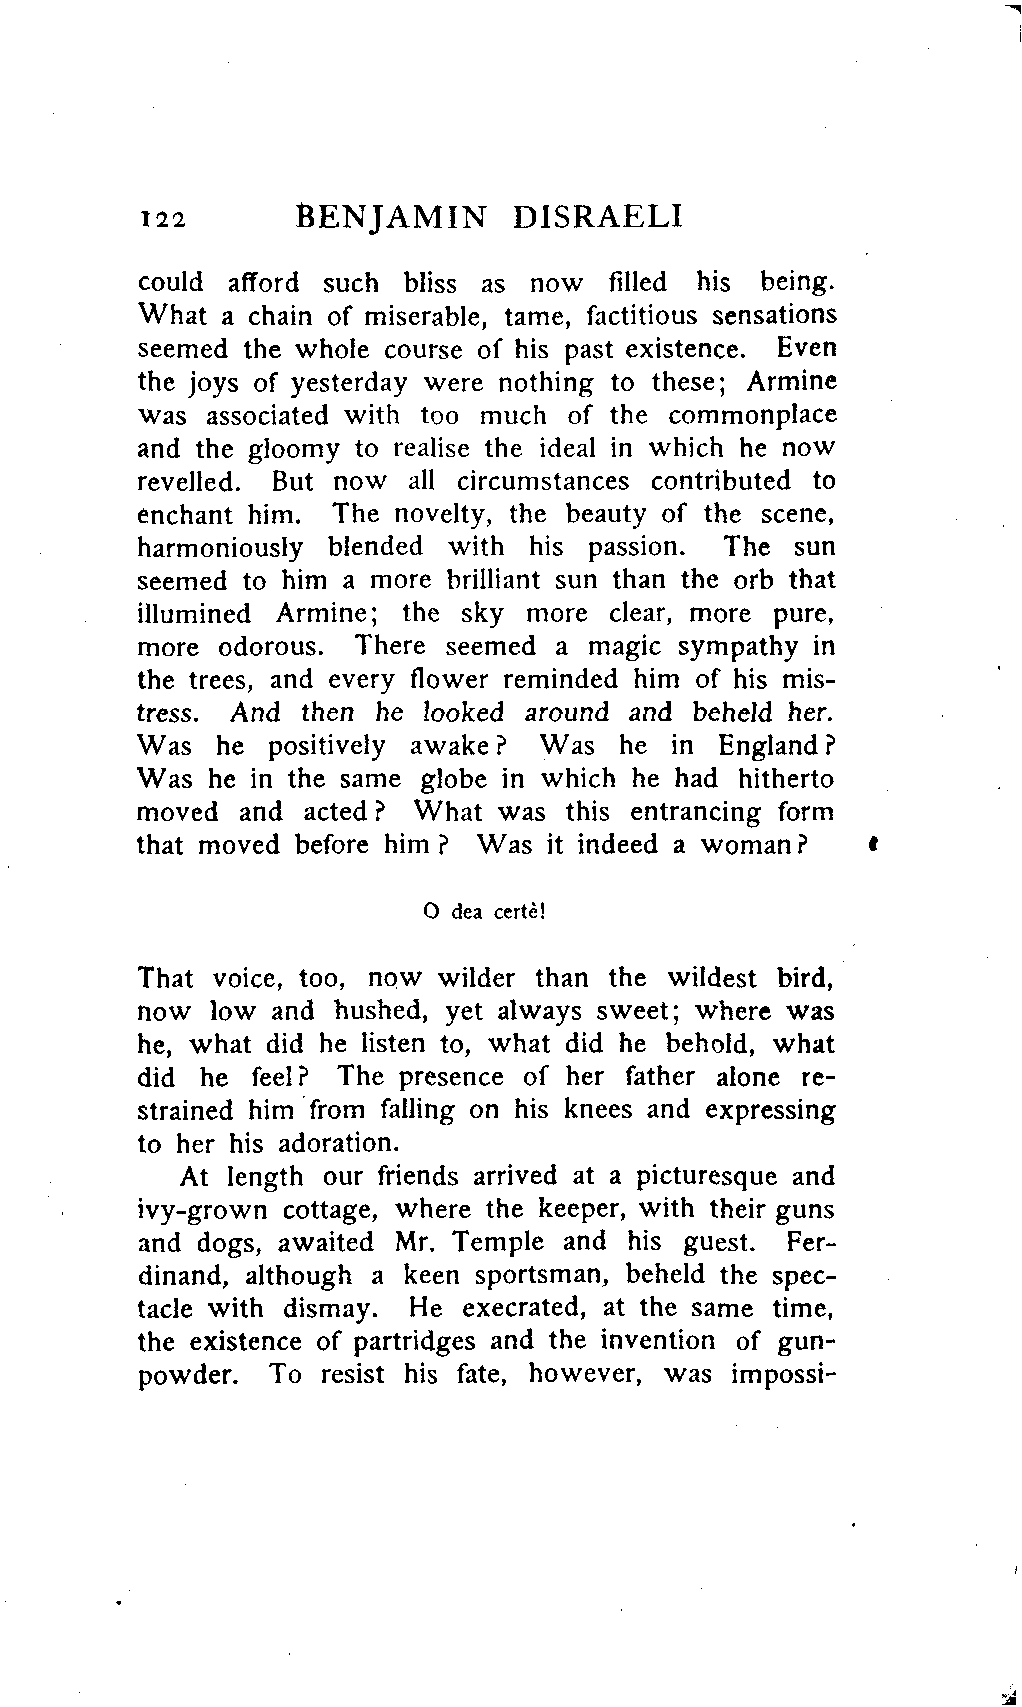 122 BENJAMIN DISRAELI
could afford such bliss as now filled his being.
What a chain of miserable, tame, factitious sensations
seemed the whole course of his past existence. Even
the joys of yesterday were nothing to these; Armine
was associated with too much of the commonplace
and the gloomy to realise the ideal in which he now
revelled. But now all circumstances contributed to
enchant him. The novelty, the beauty of the scene,
harmoniously blended with his passion. The sun
seemed to him a more brilliant sun than the orb that
illumined Armine; the sky more clear, more pure,
more odorous. There seemed a magic sympathy in
the trees, and every flower reminded him of his mis-
tress. And then he looked around and beheld her.
Was he positively awake? Was he in England?
Was he in the same globe in which he had hitherto
moved and acted? What was this entrancing form
that moved before him? Was it indeed a woman?
O dea certè!
That voice, too, now wilder than the wildest bird,
now low and hushed, yet always sweet; where was
he, what did he listen to, what did he behold, what
did he feel? The presence of her father alone re-
strained him from falling on his knees and expressing
to her his adoration.
At length our friends arrived at a picturesque and
ivy-grown cottage, where the keeper, with their guns
and dogs, awaited Mr. Temple and his guest. Fer-
dinand, although a keen sportsman, beheld the spec-
tacle with dismay. He execrated, at the same time,
the existence of partridges and the invention of gun-
powder. To resist his fate, however, was impossi-